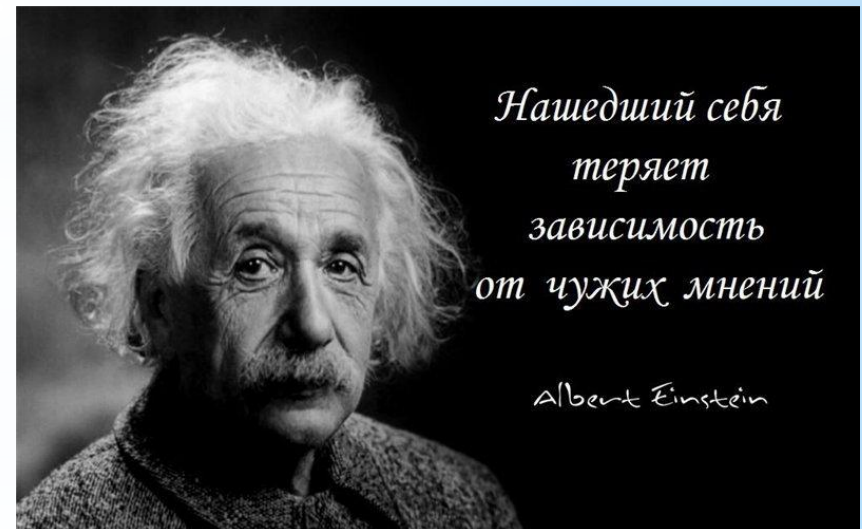 Нашедший себя
теряет
зависимость
от чужих мнений
Albert Einstein